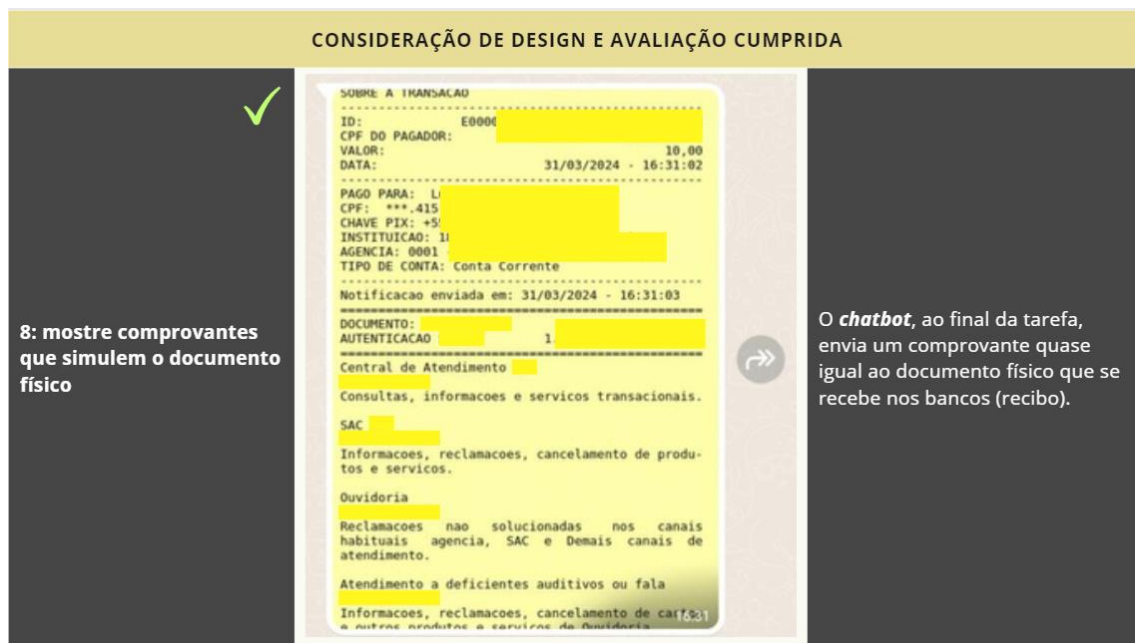 CONSIDERAÇÃO DE DESIGN E AVALIAÇÃO CUMPRIDA
8: mostre comprovantes
que simulem o documento
físico
SOBRE A TRANSACAO
ID: E0000
CPF DO PAGADOR:
VALOR: 10,00
DATA: 31/03/2024 - 16:31:02
PAGO PARA: L
CPF: ***.415
CHAVE PIX: +5
INSTITUICAO: 1
AGENCIA: 0001
TIPO DE CONTA: Conta Corrente
Notificacao enviada em: 31/03/2024 - 16:31:03
DOCUMENTO:
AUTENTICACAO 1.
Central de Atendimento
Consultas, informacoes e servicos transacionais.
SAC
Informacoes, reclamacoes, cancelamento de produ-
tos e servicos.
Ouvidoria
Reclamacoes nao solucionadas nos canais
habituais agencia, SAC e Demais canais de
atendimento.
Atendimento a deficientes auditivos ou fala
Informacoes, reclamacoes, cancelamento de
16:31
e outros produtos e servicos de Ouvidoria
O chatbot, ao final da tarefa,
envia um comprovante quase
igual ao documento físico que se
recebe nos bancos (recibo).